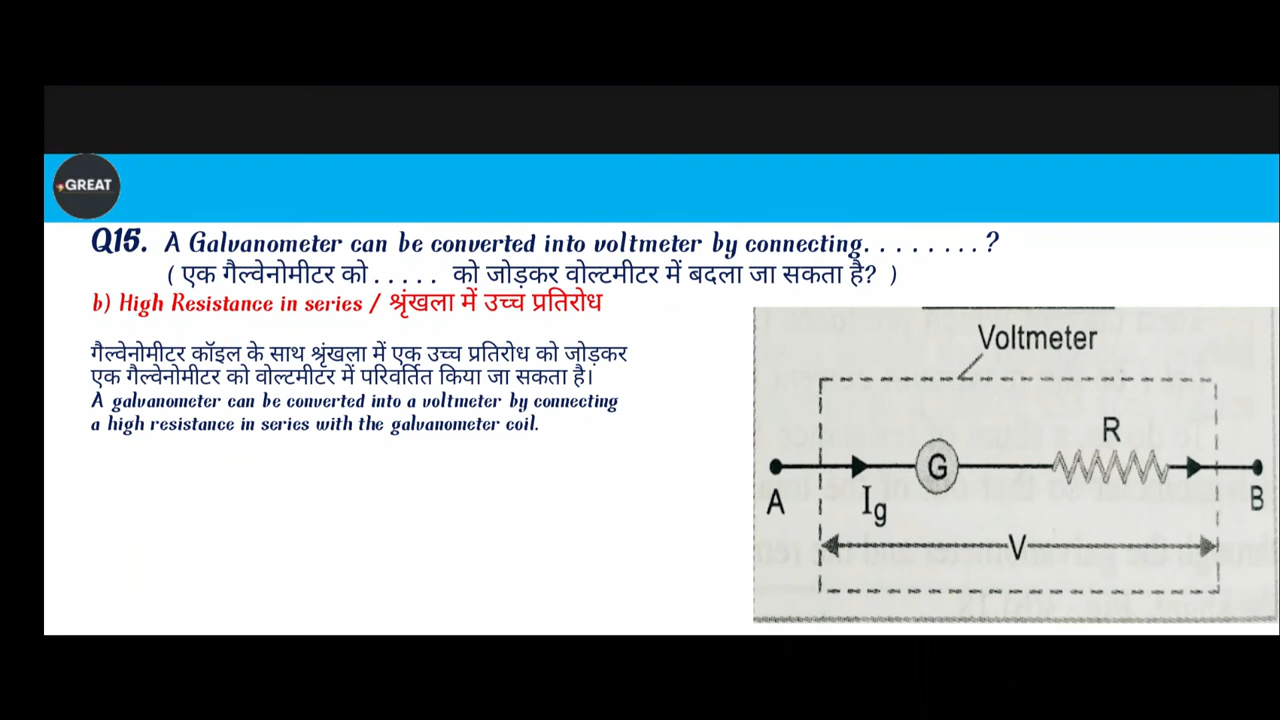 GREAT
Q15. A Galvanometer can be converted into voltmeter by connecting. . . . . . . . ?
( एक गैल्वेनोमीटर को . . . . . को जोड़कर वोल्टमीटर में बदला जा सकता है? )
b) High Resistance in series / श्रृंखला में उच्च प्रतिरोध
गैल्वेनोमीटर कॉइल के साथ श्रृंखला में एक उच्च प्रतिरोध को जोड़कर
एक गैल्वेनोमीटर को वोल्टमीटर में परिवर्तित किया जा सकता है।
A galvanometer can be converted into a voltmeter by connecting
a high resistance in series with the galvanometer coil.
Voltmeter
R
G
A
Ig
B
V